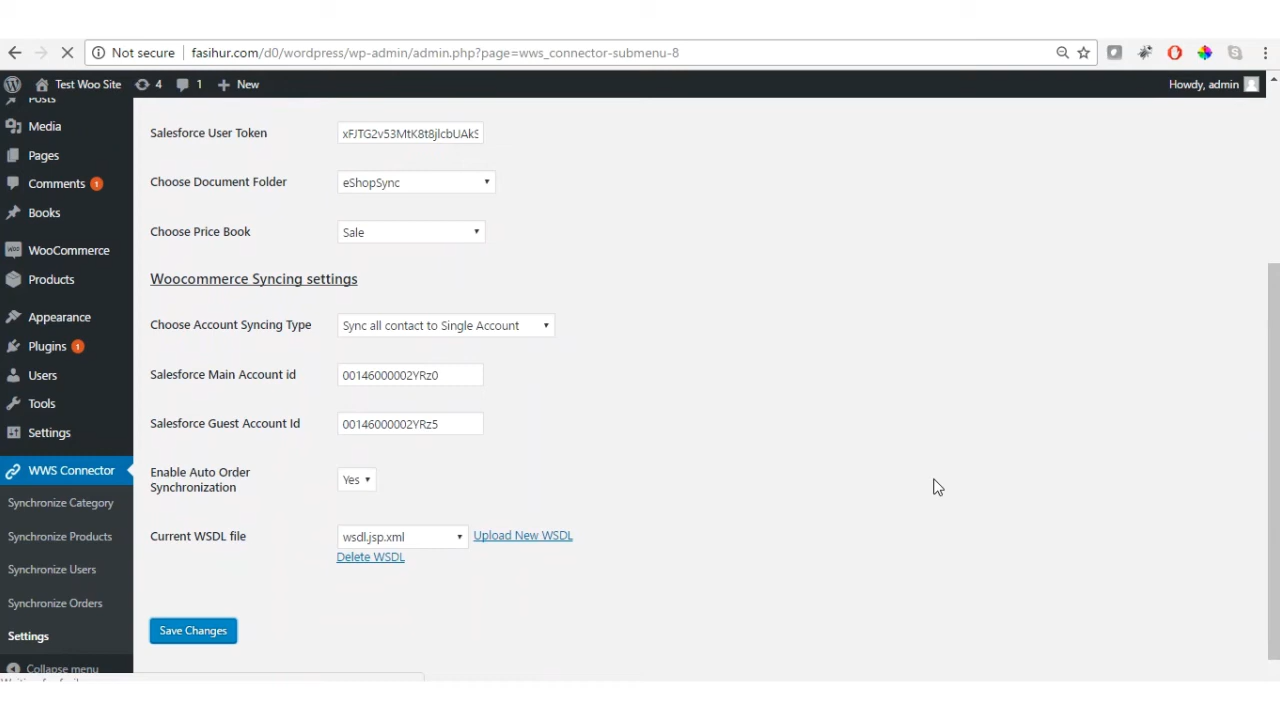 Not secure fasihur.com/d0/wordpress/wp-admin/admin.php?page=wws_connector-submenu-8
Test Woo Site 4 1 New Howdy, admin
Posts
Media
Pages
Comments 1
Books
WooCommerce
Products
Appearance
Plugins 1
Users
Tools
Settings
WWS Connector
Synchronize Category
Synchronize Products
Synchronize Users
Synchronize Orders
Settings
Collapse menu
Salesforce User Token
Choose Document Folder eShopSync
Choose Price Book Sale
Woocommerce Syncing settings
Choose Account Syncing Type Sync all contact to Single Account
Salesforce Main Account id 00146000002YRz0
Salesforce Guest Account Id 00146000002YRz5
Enable Auto Order
Synchronization Yes
Current WSDL file wsdl.jsp.xml Upload New WSDL
Delete WSDL
Save Changes